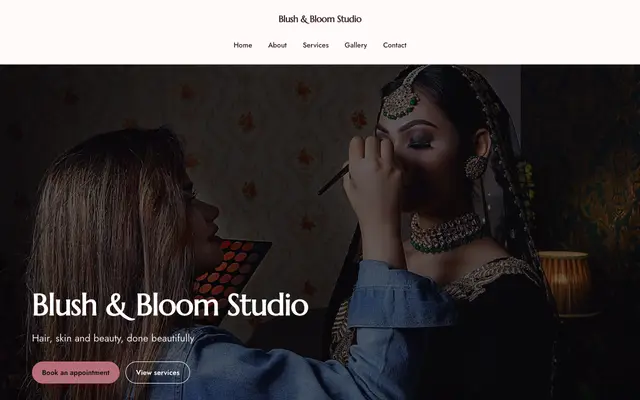 Blush & Bloom Studio
Home About Services Gallery Contact
Blush & Bloom Studio
Hair, skin and beauty, done beautifully
Book an appointment View services